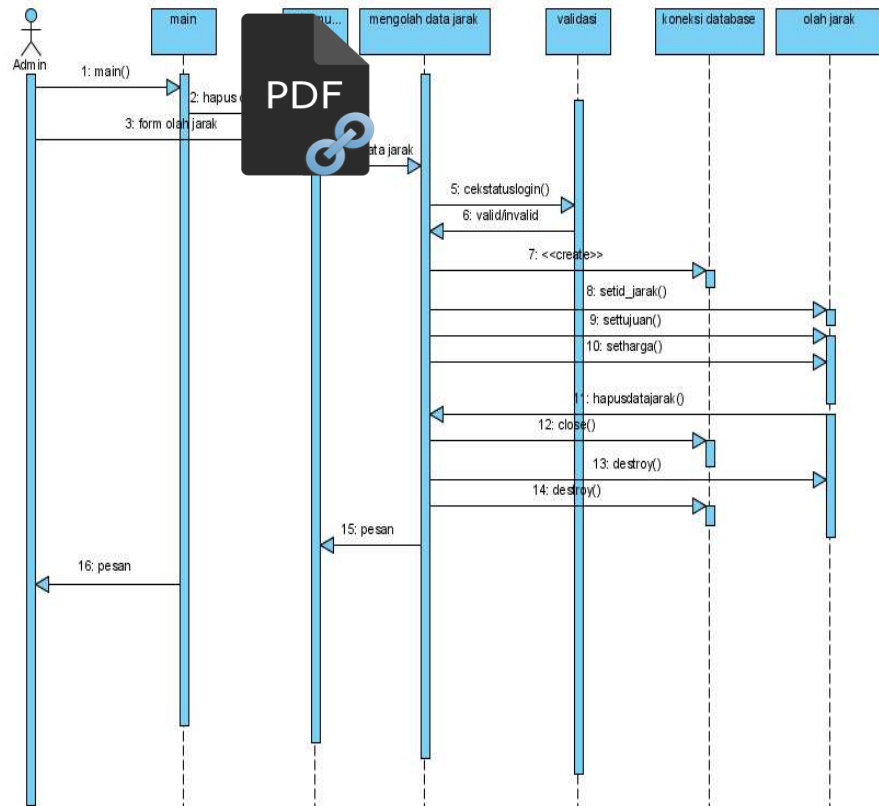 main
mu...
mengolah data jarak
validasi
koneksi database
olah jarak
Admin
1: main()
2: hapus
PDF
3: form olah jarak
jarak
5: cekstatuslogin()
6: valid/invalid
7: <<create>>
8: setid_jarak()
9: settujuan()
10: setharga()
11: hapusdatajarak()
12: close()
13: destroy()
14: destroy()
15: pesan
16: pesan